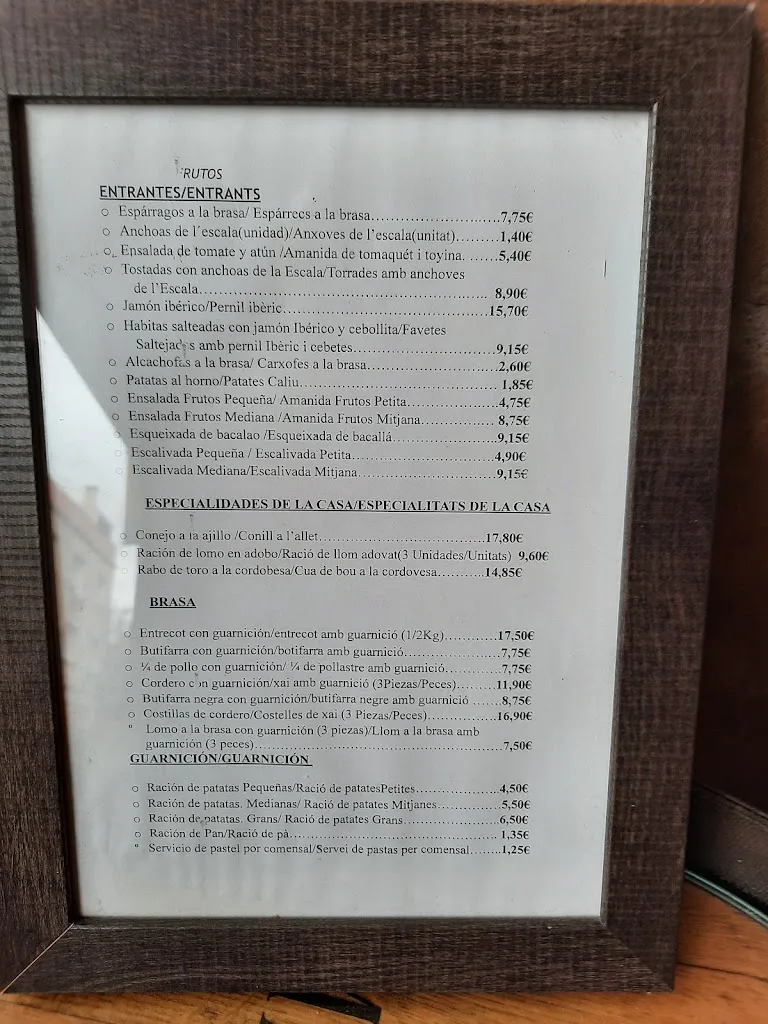 RUTOS
ENTRANTES/ENTRANTS
o Espárragos a la brasa/ Espárrecs a la brasa..........................7,75€
o Anchoas de l´escala(unidad)/Anxoves de l'escala(unitat).........1,40€
o Ensalada de tomate y atún /Amanida de tomaquét i toyina. ......5,40€
o Tostadas con anchoas de la Escala/Torrades amb anchoves
de l'Escala.................................................................. 8,90€
o Jamón ibérico/Pernil ibèric...............................................15,70€
o Habitas salteadas con jamón Ibérico y cebollita/Favetes
Saltejades amb pernil Ibèric i cebetes.................................9,15€
o Alcachofas a la brasa/ Carxofes a la brasa..........................2,60€
o Patatas al horno/Patates Caliu........................................... 1,85€
o Ensalada Frutos Pequeña/ Amanida Frutos Petita..................4,75€
o Ensalada Frutos Mediana /Amanida Frutos Mitjana............... 8,75€
o Esqueixada de bacalao /Esqueixada de bacallá.....................9,15€
o Escalivada Pequeña / Escalivada Petita.............................4,90€
o Escalivada Mediana/Escalivada Mitjana............................9,15€
ESPECIALIDADES DE LA CASA/ESPECIALITATS DE LA CASA
o Conejo a la ajillo /Conill a l'allet....................................17,80€
o Ración de lomo en adobo/Ració de llom adovat(3 Unidades/Unitats) 9,60€
o Rabo de toro a la cordobesa/Cua de bou a la cordovesa..........14,85€
BRASA
o Entrecot con guarnición/entrecot amb guarnició (1/2Kg)............17,50€
o Butifarra con guarnición/botifarra amb guarnició.....................7,75€
o ¼ de pollo con guarnición/ ¼ de pollastre amb guarnició............7,75€
o Cordero con guarnición/xai amb guarnició (3Piezas/Peces).........11,90€
o Butifarra negra con guarnición/butifarra negre amb guarnició .......8,75€
o Costillas de cordero/Costelles de xai (3 Piezas/Peces)...............16,90€
° Lomo a la brasa con guarnición (3 piezas)/Llom a la brasa amb
guarnición (3 peces).......................................................7,50€
GUARNICIÓN/GUARNICIÓN
o Ración de patatas Pequeñas/Ració de patatesPetites...................4,50€
o Ración de patatas. Medianas/ Ració de patates Mitjanes..............5,50€
o Ración de patatas. Grans/ Ració de patates Grans......................6,50€
o Ración de Pan/Ració de pà................................................ 1,35€
° Servicio de pastel por comensal/Servei de pastas per comensal........1,25€